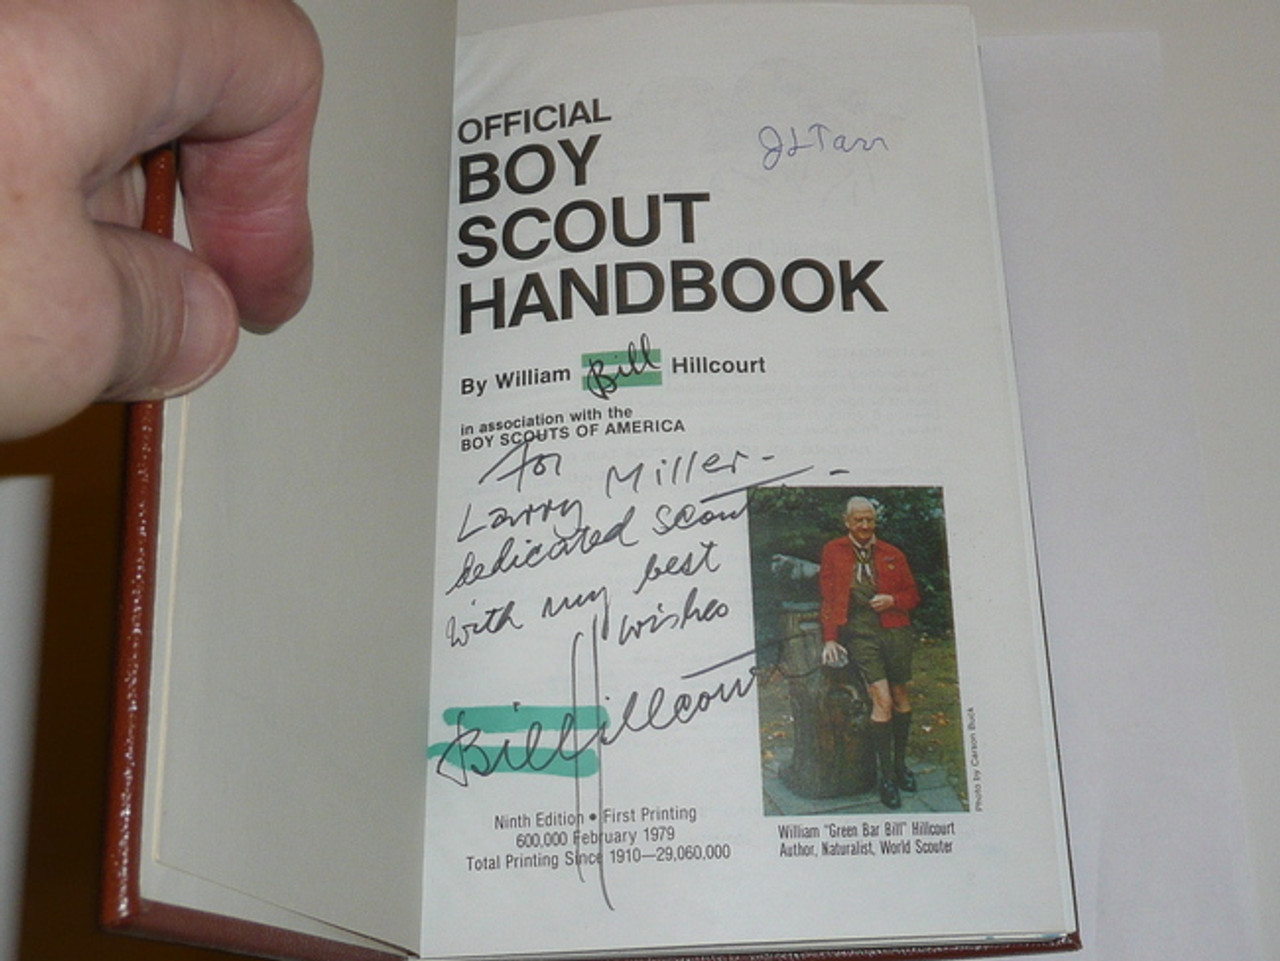 OFFICIAL
BOY
SCOUT
HANDBOOK
JLTarr
By William Bill Hillcourt
in association with the
BOY SCOUTS OF AMERICA
For
Larry Miller-
dedicated scout -
with my best
wishes
Bill Hillcourt
Ninth Edition • First Printing
600,000 February 1979
Total Printing Since 1910—29,060,000
Photo by Carson Buck
William "Green Bar Bill" Hillcourt
Author, Naturalist, World Scouter